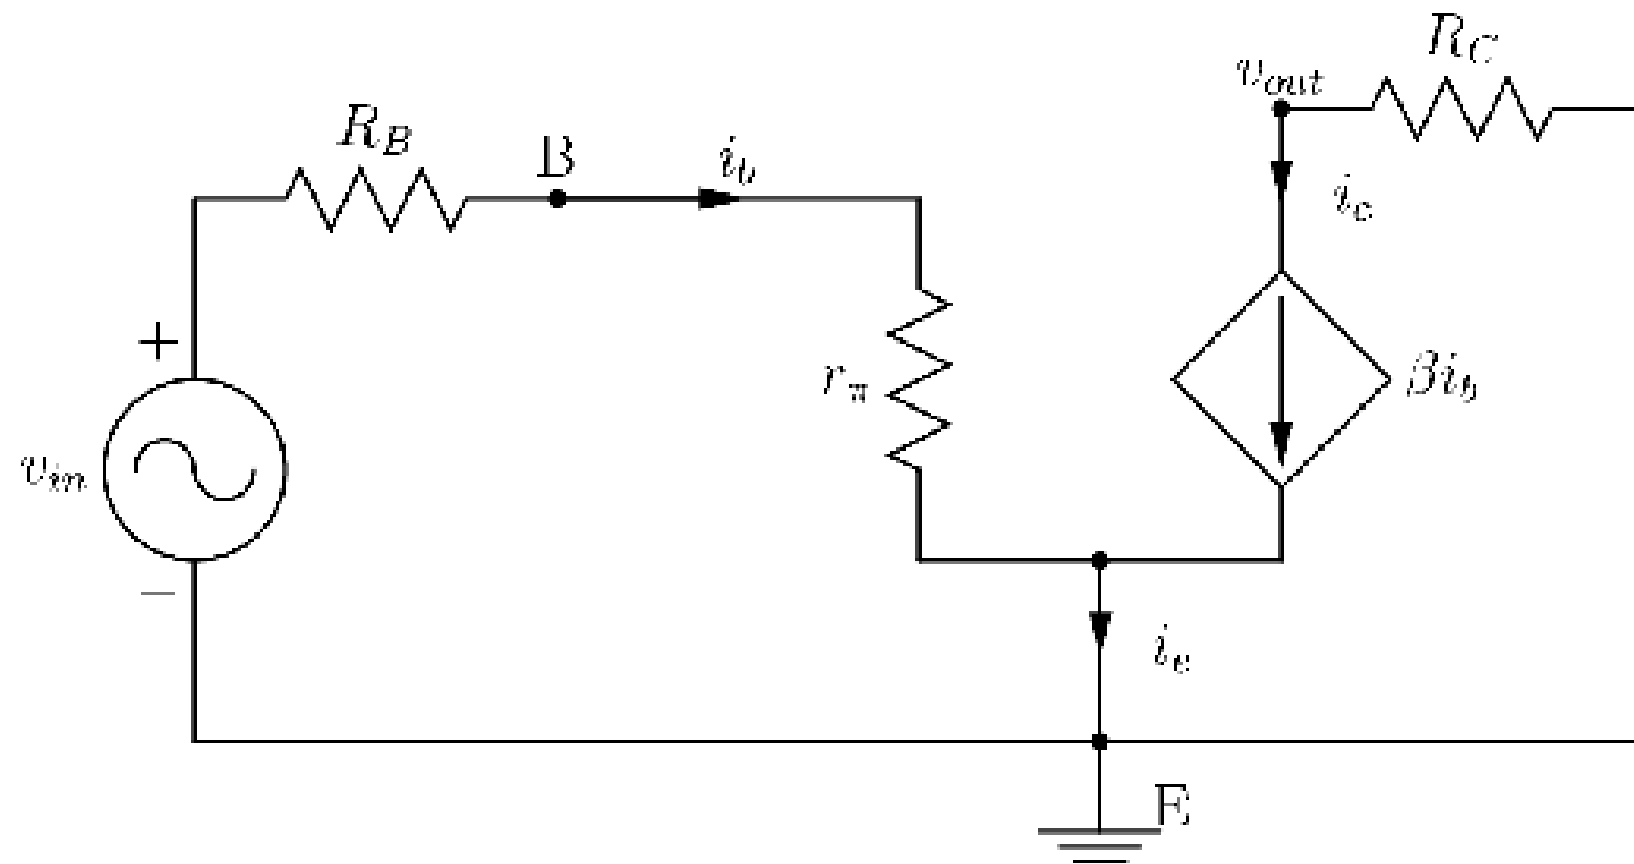 R_C
v_out
R_B
B
i_b
i_c
+
r_π
βi_b
v_in
−
i_e
E